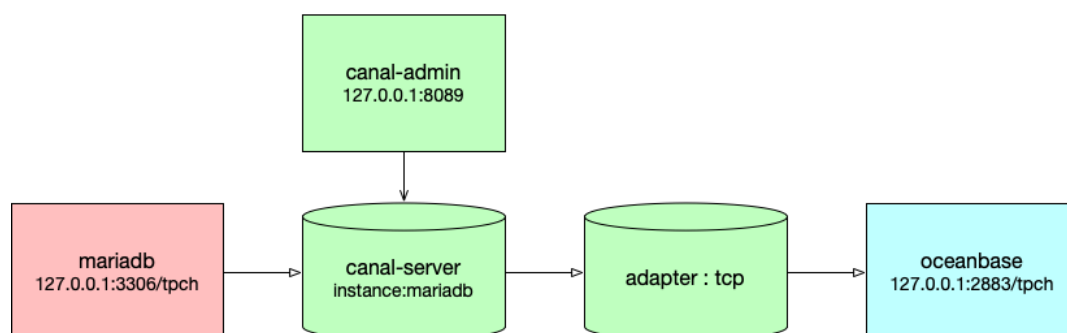 canal-admin
127.0.0.1:8089
mariadb
127.0.0.1:3306/tpch
canal-server
instance:mariadb
adapter : tcp
oceanbase
127.0.0.1:2883/tpch